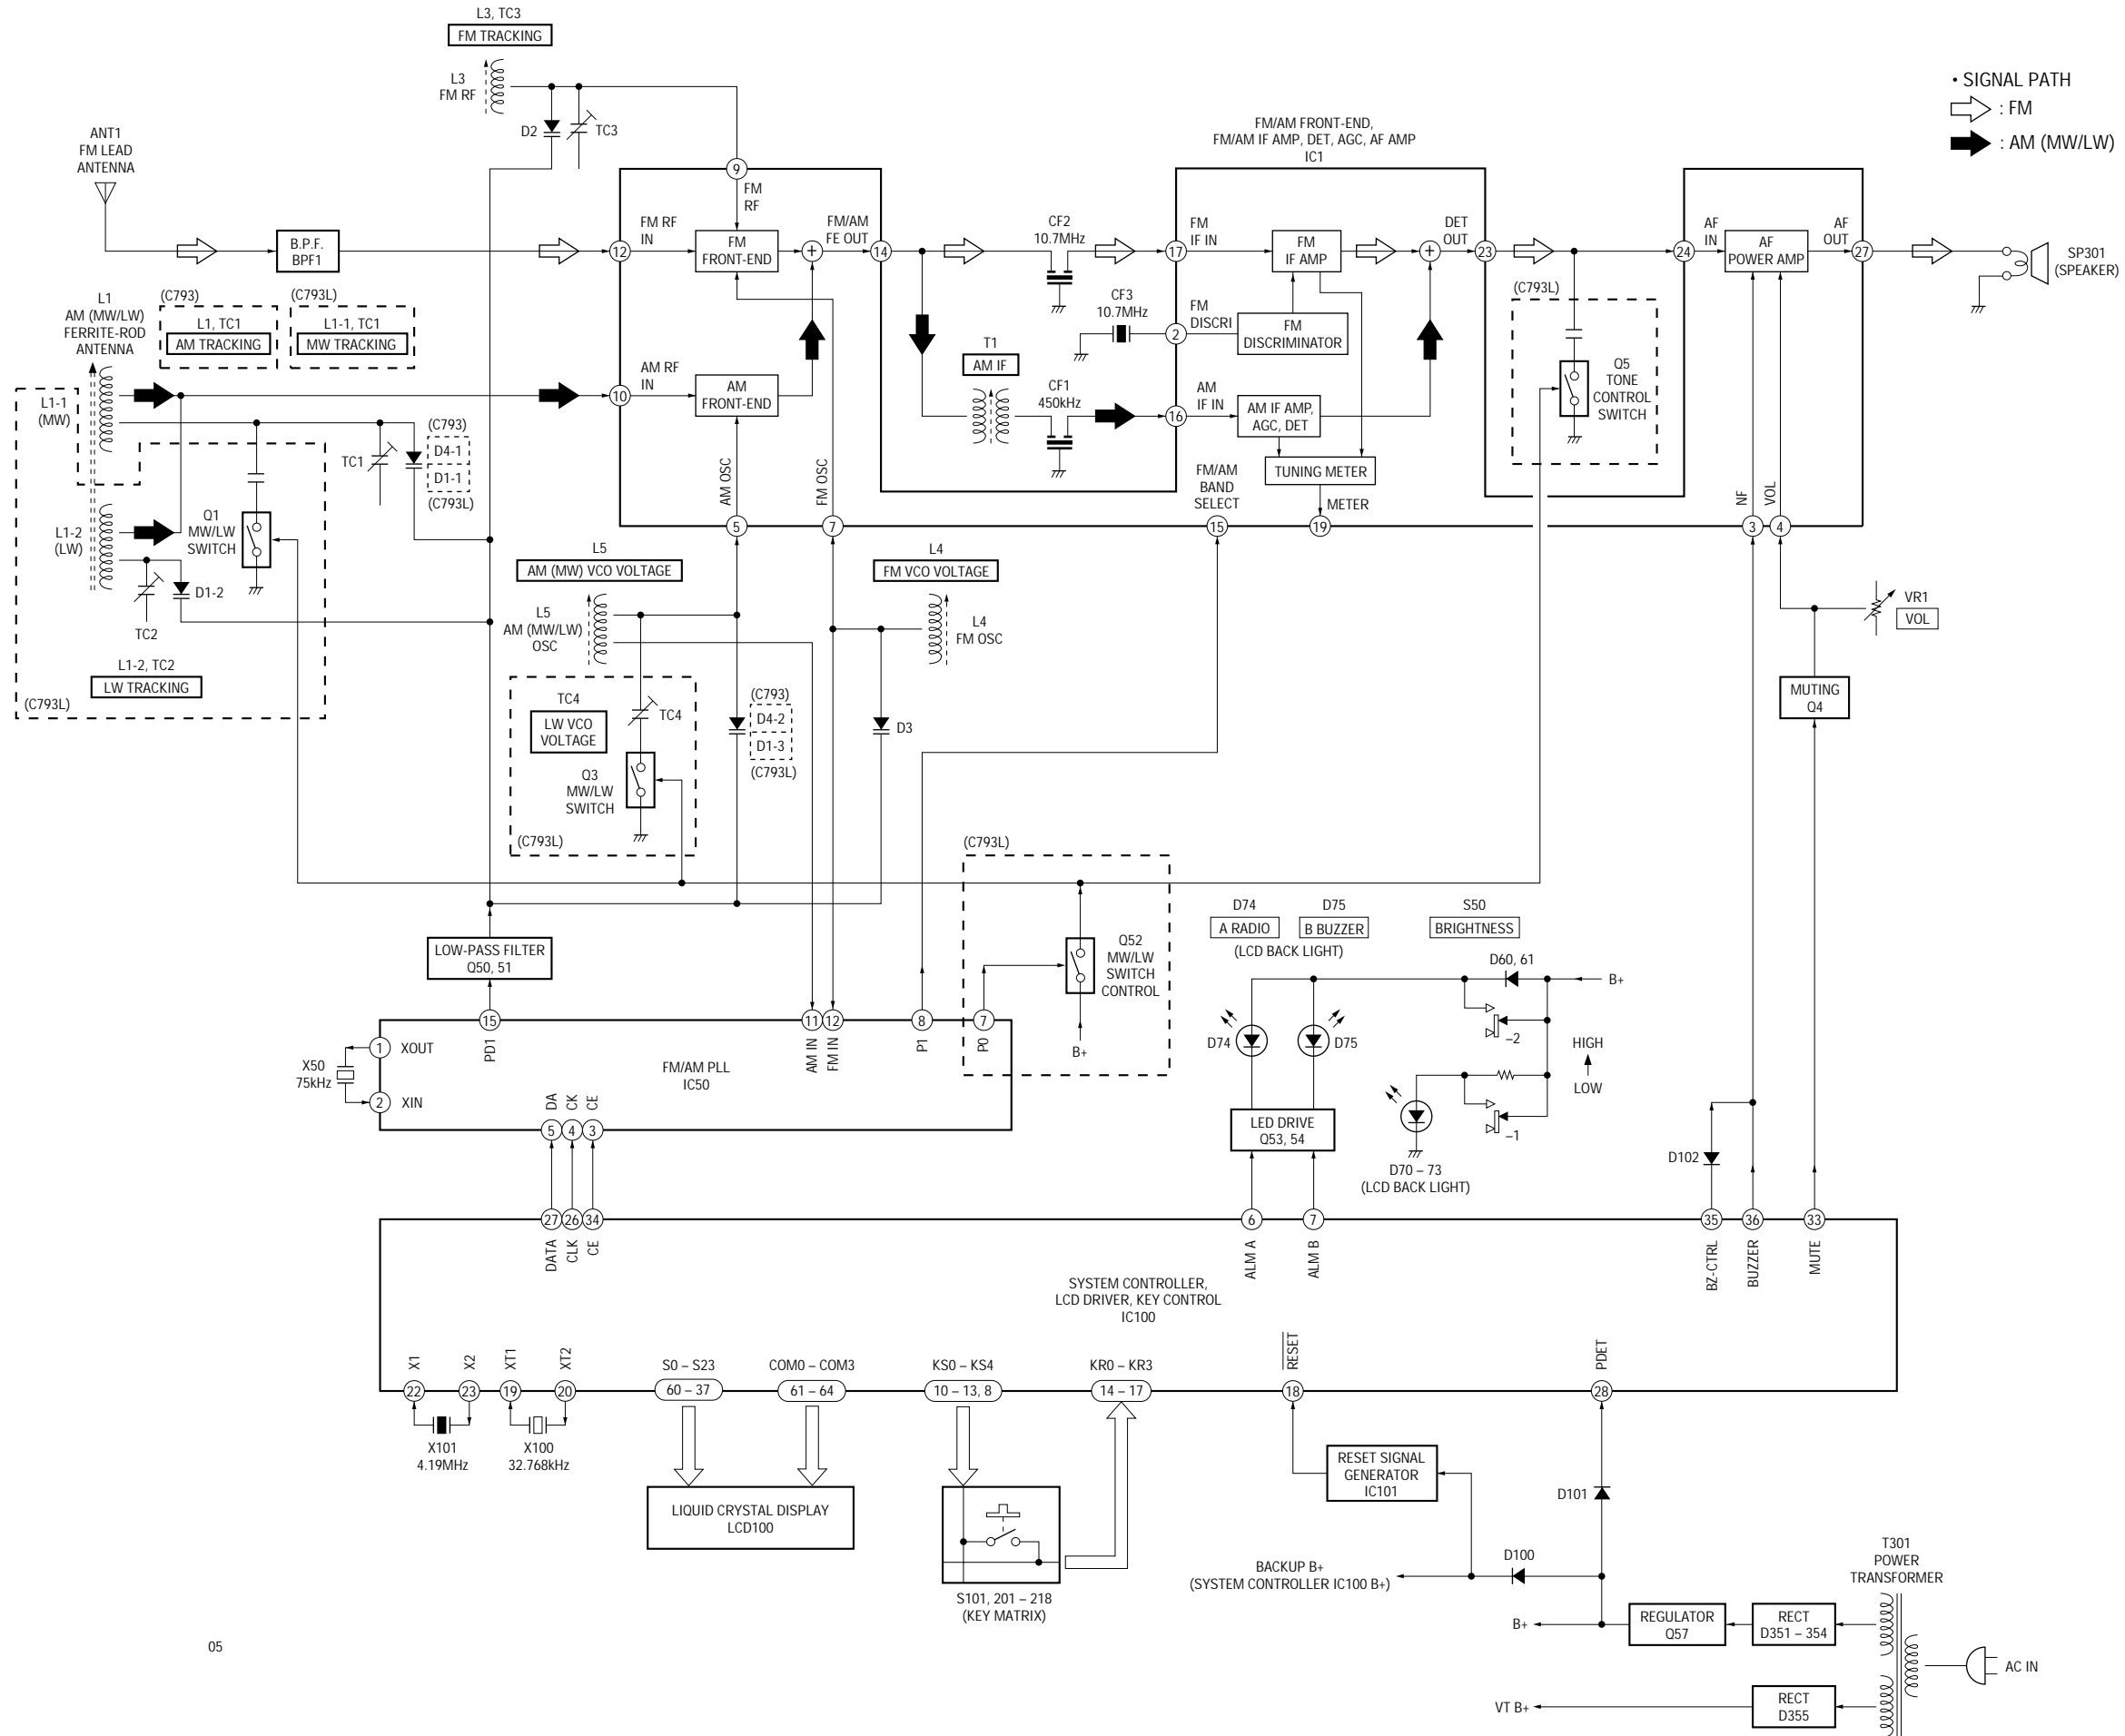 L3, TC3
FM TRACKING
L3
FM RF
D2
TC3
• SIGNAL PATH
: FM
: AM (MW/LW)
ANT1
FM LEAD
ANTENNA
FM/AM FRONT-END,
FM/AM IF AMP, DET, AGC, AF AMP
IC1
9
FM
RF
B.P.F.
BPF1
12
FM RF
IN
FM
FRONT-END
+
FM/AM
FE OUT
14
CF2
10.7MHz
17
FM
IF IN
FM
IF AMP
+
DET
OUT
23
24
AF
IN
AF
POWER AMP
AF
OUT
27
SP301
(SPEAKER)
L1
AM (MW/LW)
FERRITE-ROD
ANTENNA
(C793)
L1, TC1
AM TRACKING
(C793L)
L1-1, TC1
MW TRACKING
CF3
10.7MHz
2
FM
DISCRI
FM
DISCRIMINATOR
(C793L)
Q5
TONE
CONTROL
SWITCH
L1-1
(MW)
10
AM RF
IN
AM
FRONT-END
T1
AM IF
CF1
450kHz
16
AM
IF IN
AM IF AMP,
AGC, DET
TUNING METER
METER
TC1
(C793)
D4-1
D1-1
(C793L)
AM OSC
FM OSC
FM/AM
BAND
SELECT
NF
VOL
5
7
15
19
3
4
L1-2
(LW)
Q1
MW/LW
SWITCH
D1-2
TC2
L1-2, TC2
LW TRACKING
(C793L)
L5
AM (MW) VCO VOLTAGE
L5
AM (MW/LW)
OSC
L4
FM VCO VOLTAGE
L4
FM OSC
VR1
VOL
MUTING
Q4
TC4
LW VCO
VOLTAGE
TC4
Q3
MW/LW
SWITCH
(C793L)
(C793)
D4-2
D1-3
(C793L)
D3
(C793L)
Q52
MW/LW
SWITCH
CONTROL
B+
LOW-PASS FILTER
Q50, 51
D74
A RADIO
D75
B BUZZER
(LCD BACK LIGHT)
S50
BRIGHTNESS
D60, 61
B+
D74
D75
–2
HIGH
LOW
–1
D70 – 73
(LCD BACK LIGHT)
LED DRIVE
Q53, 54
15
11
12
8
7
PD1
AM IN
FM IN
P1
P0
X50
75kHz
1
XOUT
2
XIN
FM/AM PLL
IC50
DA
CK
CE
5
4
3
D102
27
26
34
6
7
35
36
33
DATA
CLK
CE
ALM A
ALM B
BZ-CTRL
BUZZER
MUTE
SYSTEM CONTROLLER,
LCD DRIVER, KEY CONTROL
IC100
X1
X2
XT1
XT2
S0 – S23
COM0 – COM3
KS0 – KS4
KR0 – KR3
RESET
PDET
22
23
19
20
60 – 37
61 – 64
10 – 13, 8
14 – 17
18
28
X101
4.19MHz
X100
32.768kHz
LIQUID CRYSTAL DISPLAY
LCD100
S101, 201 – 218
(KEY MATRIX)
RESET SIGNAL
GENERATOR
IC101
D101
D100
BACKUP B+
(SYSTEM CONTROLLER IC100 B+)
T301
POWER
TRANSFORMER
B+
REGULATOR
Q57
RECT
D351 – 354
AC IN
VT B+
RECT
D355
05